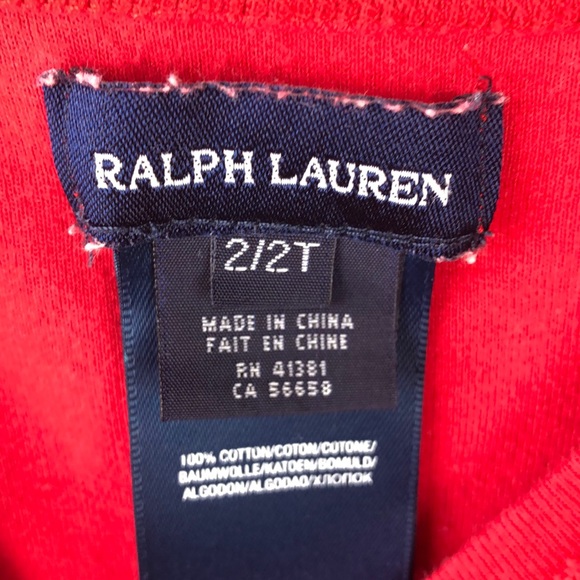 RALPH LAUREN
2/2T
MADE IN CHINA
FAIT EN CHINE
RN 41381
CA 56658
100% COTTON/COTON/COTONE/
BAUMWOLLE/KATOEN/BOMULD/
ALGODON/ALGODAO/ХЛОПОК